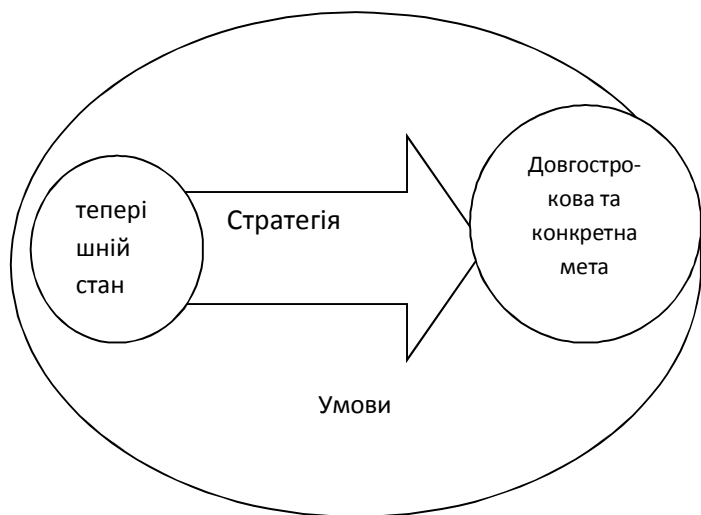 тепері
шній
стан
Стратегія
Довгостро-
кова та
конкретна
мета
Умови